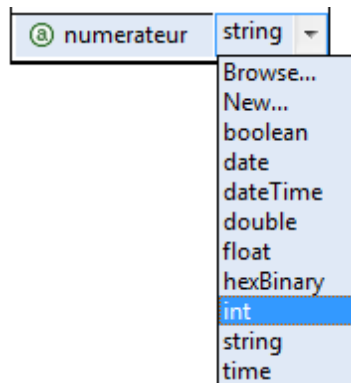 ⓐ numerateur string
Browse...
New...
boolean
date
dateTime
double
float
hexBinary
int
string
time